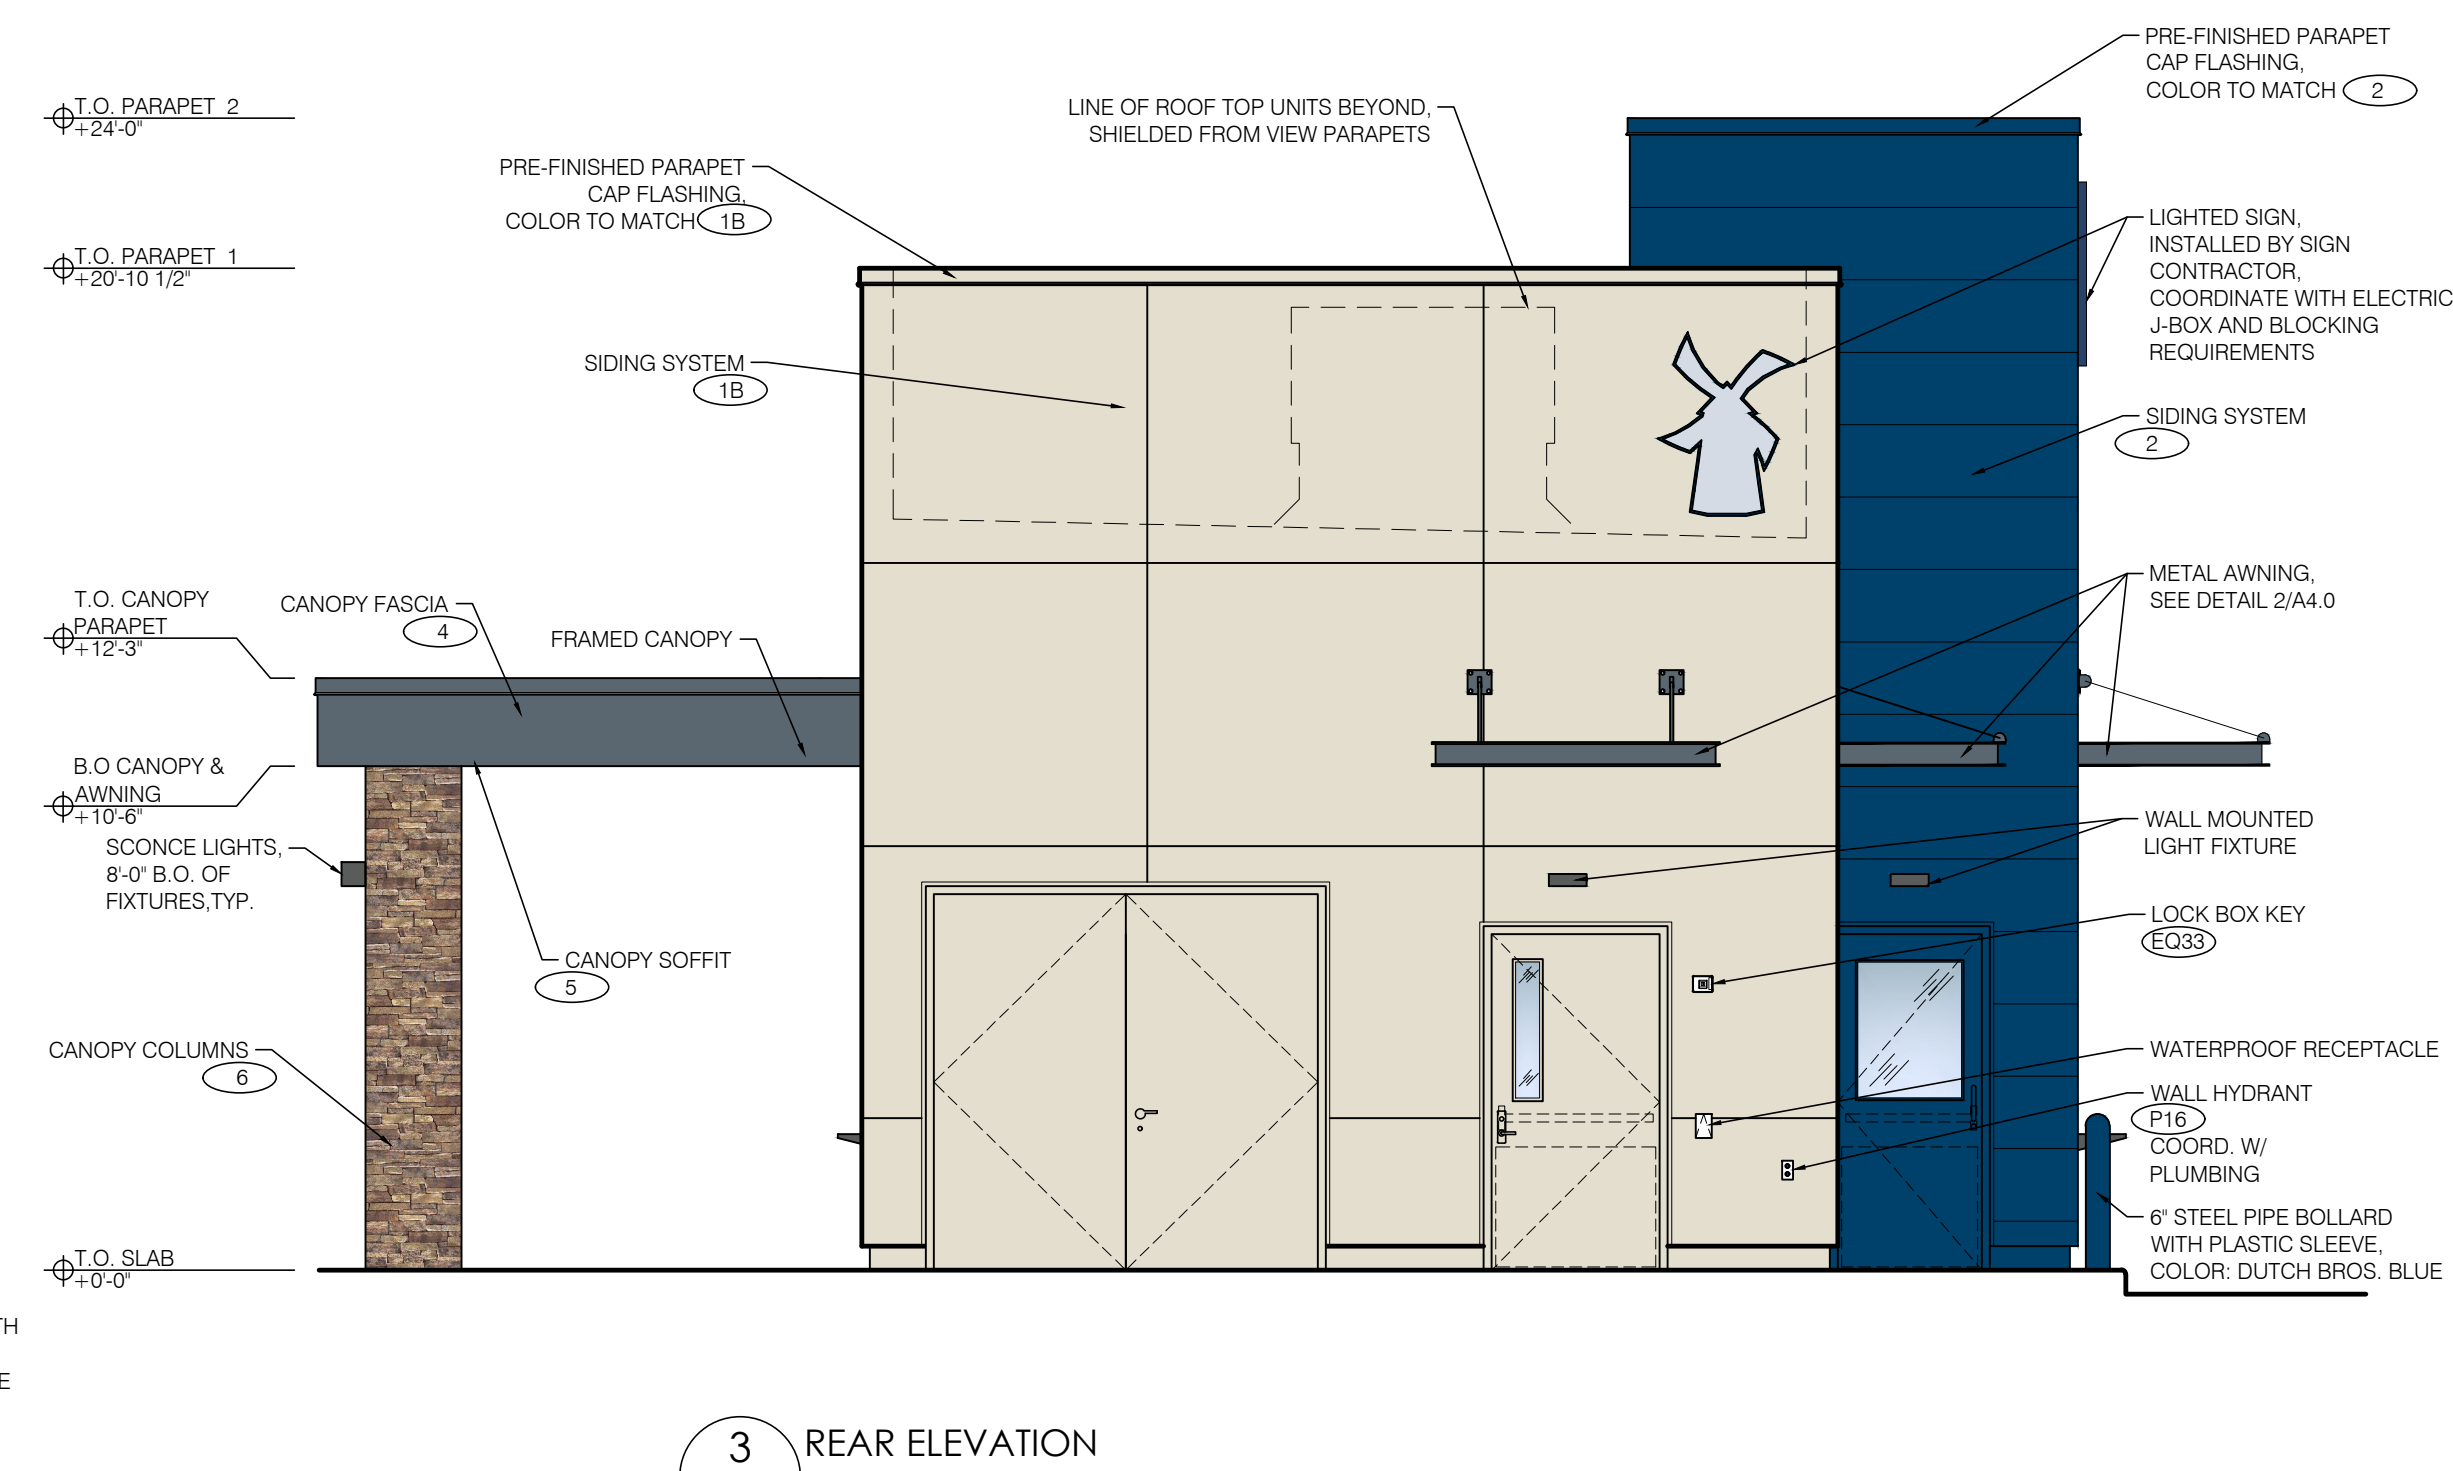 T.O. PARAPET 2
+24'-0"
T.O. PARAPET 1
+20'-10 1/2"
T.O. CANOPY
PARAPET
+12'-3"
B.O CANOPY &
AWNING
+10'-6"
SCONCE LIGHTS,
8'-0" B.O. OF
FIXTURES,TYP.
CANOPY COLUMNS
6
T.O. SLAB
+0'-0"
TH
E
CANOPY FASCIA
4
FRAMED CANOPY
CANOPY SOFFIT
5
PRE-FINISHED PARAPET
CAP FLASHING,
COLOR TO MATCH 1B
SIDING SYSTEM
1B
LINE OF ROOF TOP UNITS BEYOND,
SHIELDED FROM VIEW PARAPETS
PRE-FINISHED PARAPET
CAP FLASHING,
COLOR TO MATCH 2
LIGHTED SIGN,
INSTALLED BY SIGN
CONTRACTOR,
COORDINATE WITH ELECTRIC
J-BOX AND BLOCKING
REQUIREMENTS
SIDING SYSTEM
2
METAL AWNING,
SEE DETAIL 2/A4.0
WALL MOUNTED
LIGHT FIXTURE
LOCK BOX KEY
EQ33
WATERPROOF RECEPTACLE
WALL HYDRANT
P16
COORD. W/
PLUMBING
6" STEEL PIPE BOLLARD
WITH PLASTIC SLEEVE,
COLOR: DUTCH BROS. BLUE
3 REAR ELEVATION